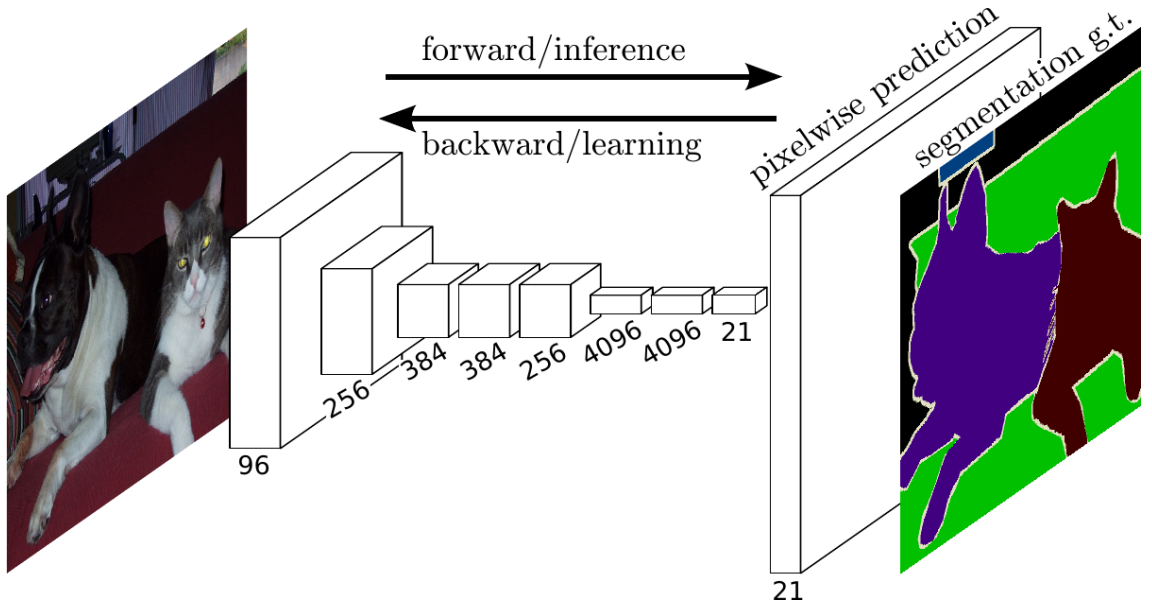 forward/inference
backward/learning
pixelwise prediction
segmentation g.t.
96
256
384
384
256
4096
4096
21
21